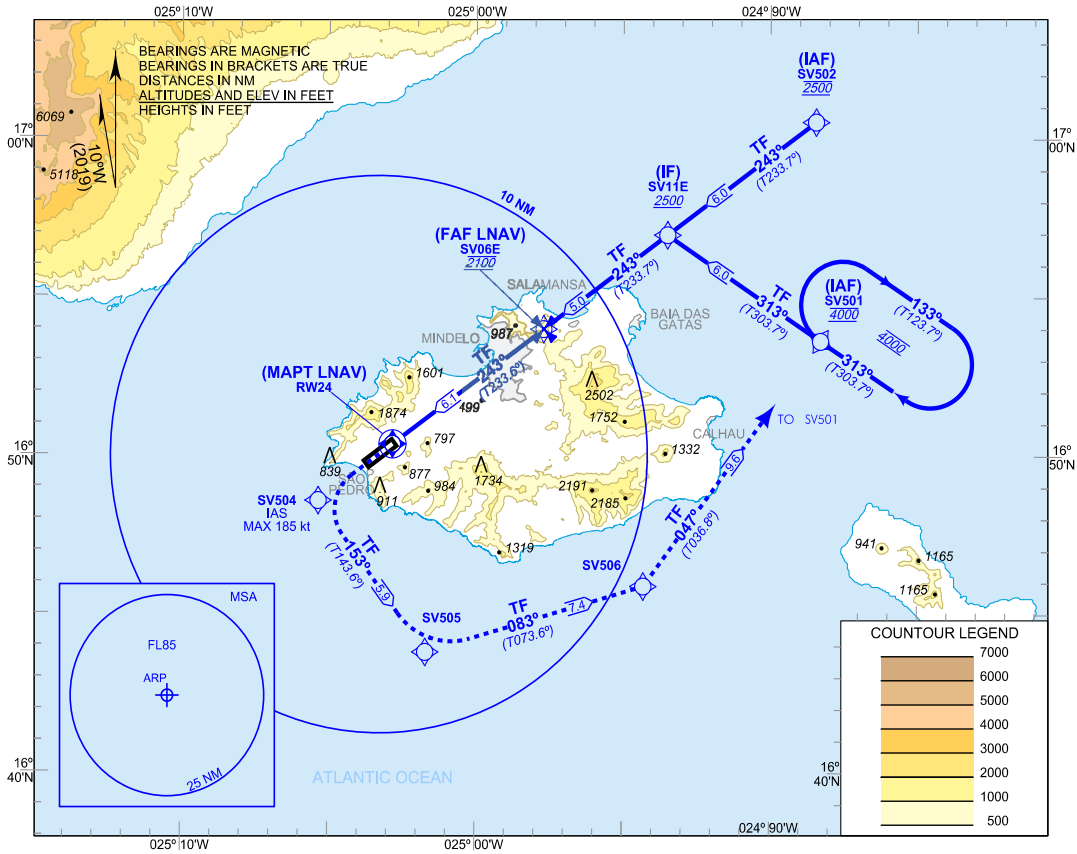 025º 10'W
025º 00'W
024º 90'W
BEARINGS ARE MAGNETIC
BEARINGS IN BRACKETS ARE TRUE
DISTANCES IN NM
ALTITUDES AND ELEV IN FEET
HEIGHTS IN FEET
6069
5118
10ºW
(2019)
17º
00'N
17º
00'N
(IAF)
SV502
2500
TF
243º
(T233.7º)
6.0
(IF)
SV11E
2500
10 NM
(FAF LNAV)
SV06E
2100
TF
243º
(T233.7º)
5.0
TF
313º
(T303.7º)
6.0
(IAF)
SV501
4000
133º
(T123.7º)
4000
313º
(T303.7º)
SALAMANSA
BAIA DAS
GATAS
MINDELO
987
TF
243º
(T233.6º)
6.1
(MAPT LNAV)
RW24
1601
1874
499
2502
1752
797
839
877
SAO
PEDRO
911
984
1734
CALHAU
1332
2191
2185
1319
TO SV501
9.6
TF
047º
(T036.8º)
16º
50'N
16º
50'N
SV504
IAS
MAX 185 kt
TF
153º
(T143.6º)
5.9
SV505
TF
083º
(T073.6º)
7.4
SV506
941
1165
1165
MSA
FL85
ARP
25 NM
ATLANTIC OCEAN
COUNTOUR LEGEND
7000
6000
5000
4000
3000
2000
1000
500
16º
40'N
16º
40'N
025º 10'W
025º 00'W
024º 90'W